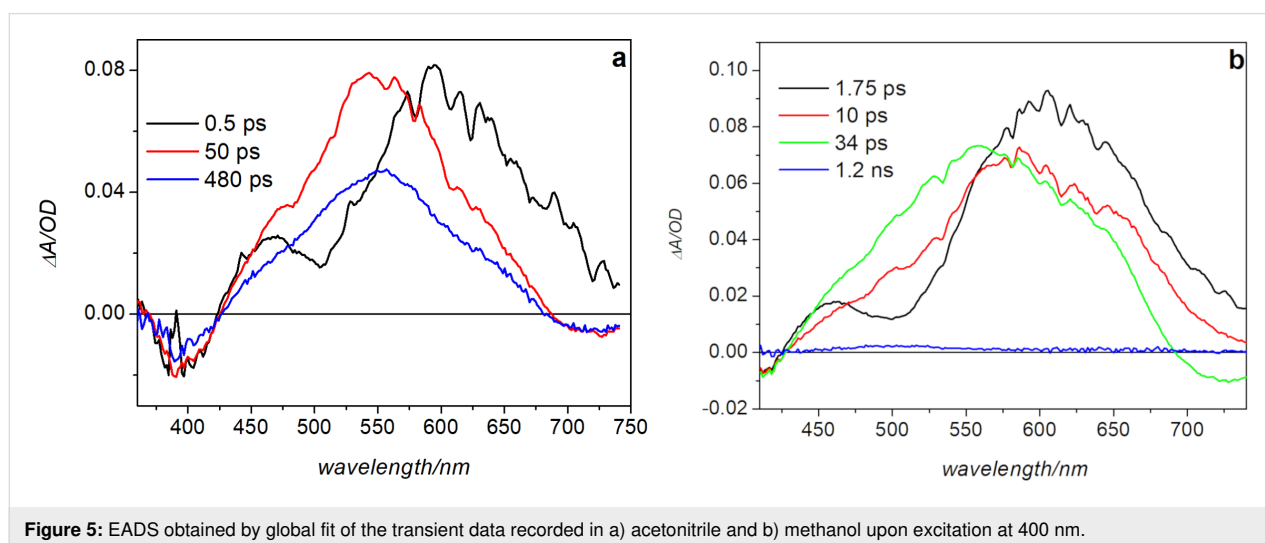 a
0.08
0.04
0.00
ΔA/OD
0.5 ps
50 ps
480 ps
400 450 500 550 600 650 700 750
wavelength/nm
b
0.10
0.08
0.06
0.04
0.02
0.00
-0.02
ΔA/OD
1.75 ps
10 ps
34 ps
1.2 ns
450 500 550 600 650 700
wavelength/nm
Figure 5: EADS obtained by global fit of the transient data recorded in a) acetonitrile and b) methanol upon excitation at 400 nm.